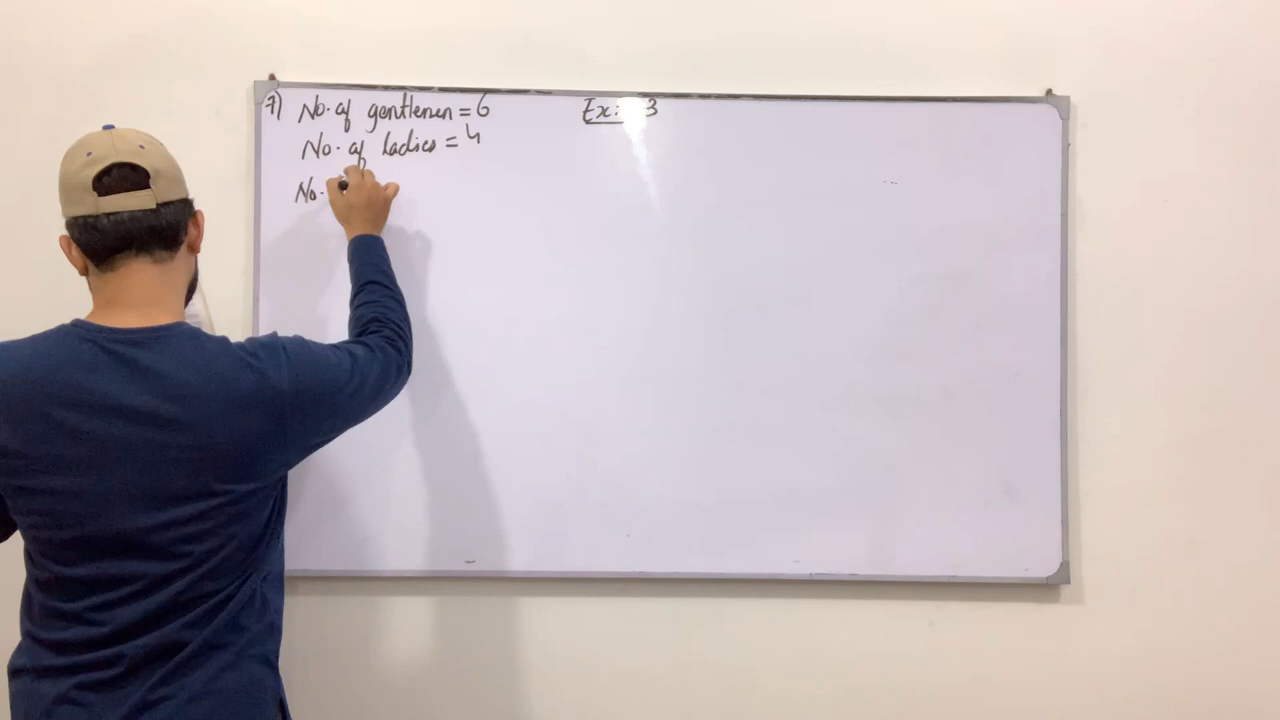 Ex: 3
7) No. of gentlemen = 6
No. of ladies = 4
No.